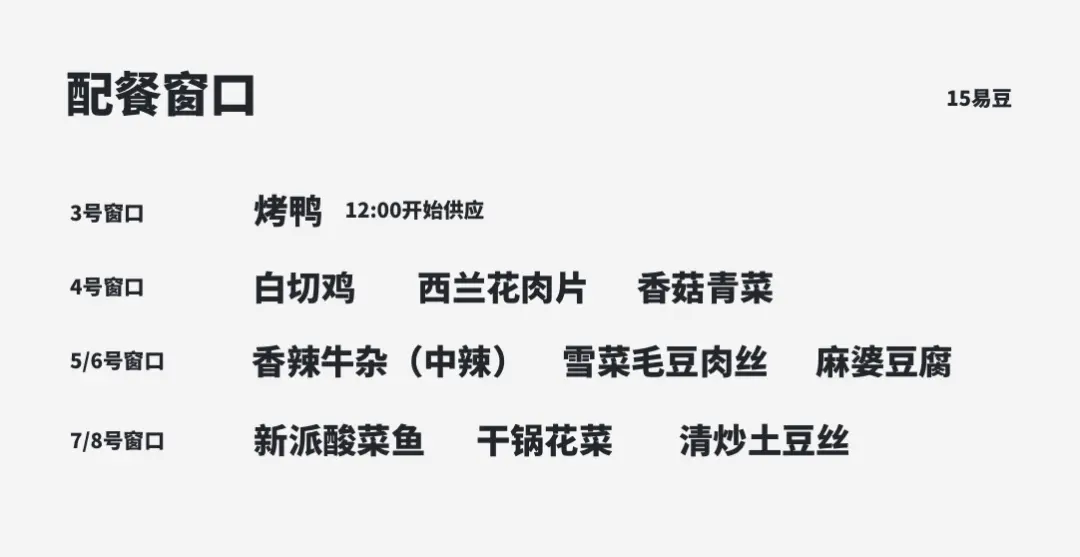 配餐窗口 15易豆
3号窗口 烤鸭 12:00开始供应
4号窗口 白切鸡 西兰花肉片 香菇青菜
5/6号窗口 香辣牛杂（中辣） 雪菜毛豆肉丝 麻婆豆腐
7/8号窗口 新派酸菜鱼 干锅花菜 清炒土豆丝